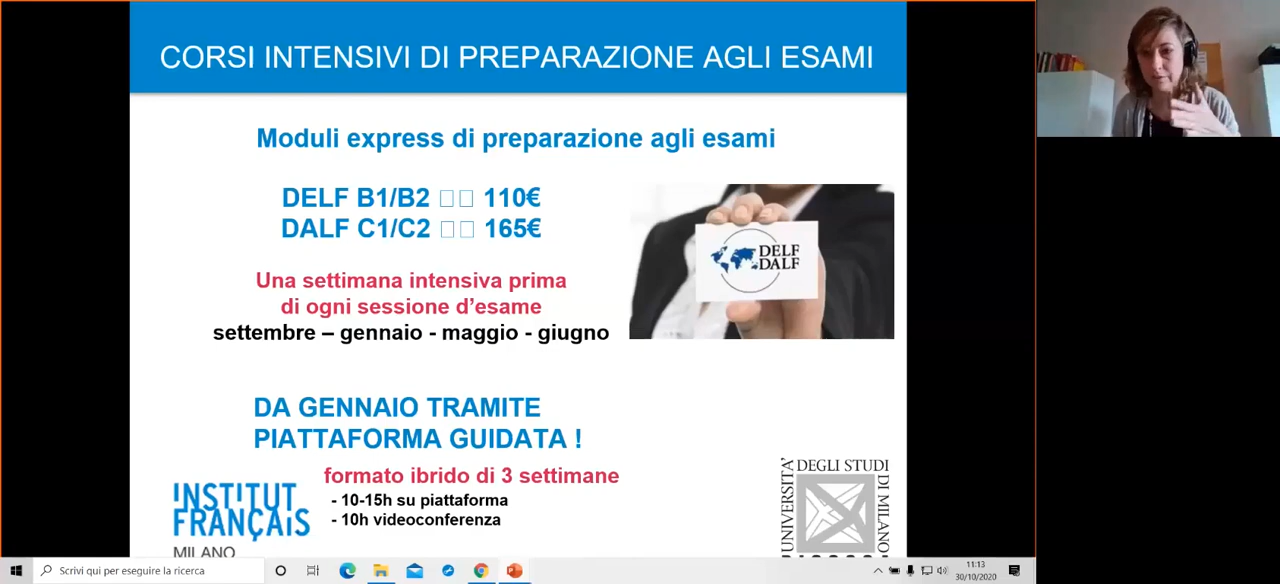 CORSI INTENSIVI DI PREPARAZIONE AGLI ESAMI
Moduli express di preparazione agli esami
DELF B1/B2 □□ 110€
DALF C1/C2 □□ 165€
DELF
DALF
Una settimana intensiva prima
di ogni sessione d'esame
settembre – gennaio - maggio - giugno
DA GENNAIO TRAMITE
PIATTAFORMA GUIDATA !
formato ibrido di 3 settimane
- 10-15h su piattaforma
- 10h videoconferenza
INSTITUT
FRANÇAIS
MILANO
UNIVERSITA' DEGLI STUDI DI MILANO
Scrivi qui per eseguire la ricerca
11:13
30/10/2020